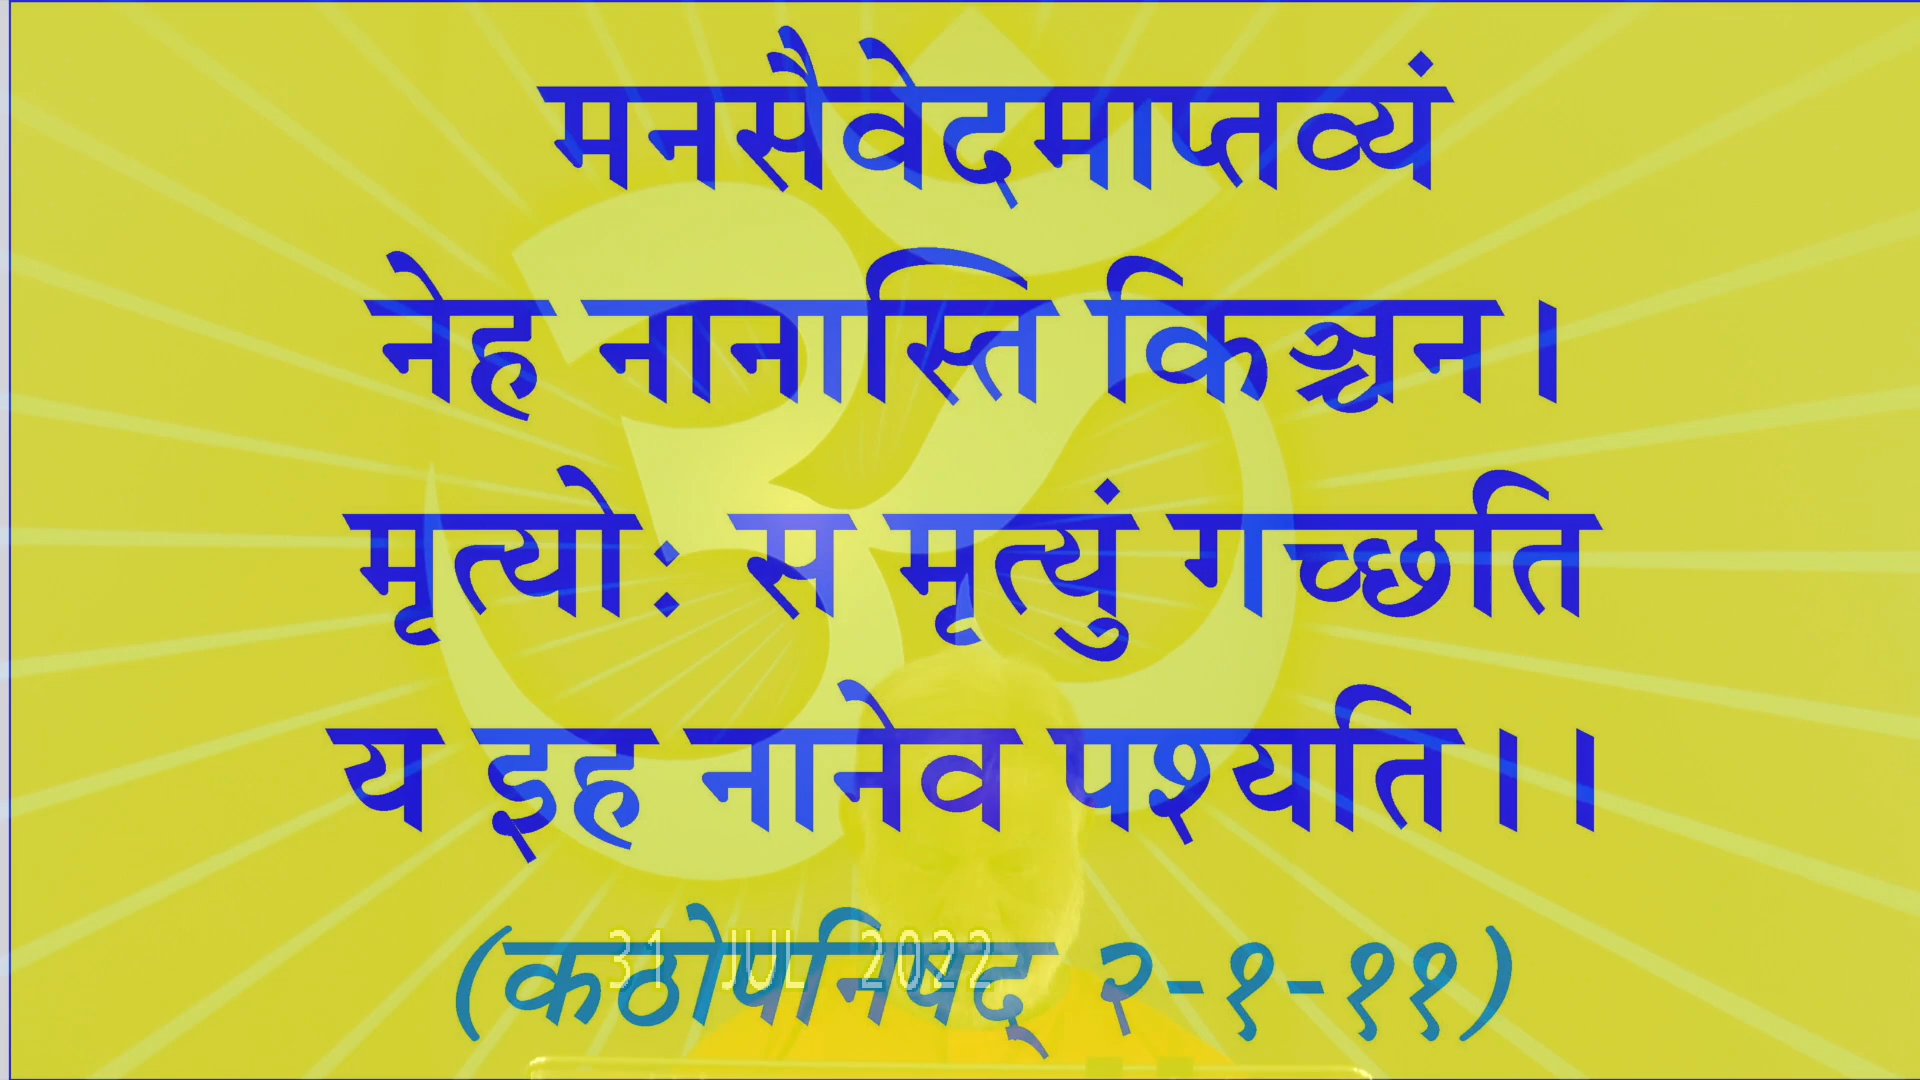 मनसैवेदमाप्तव्यं
नेह नानास्ति किञ्चन।
मृत्योः स मृत्युं गच्छति
य इह नानेव पश्यति।।
(कठोपनिषद् २-१-११)
31 JUL 2022
ॐ